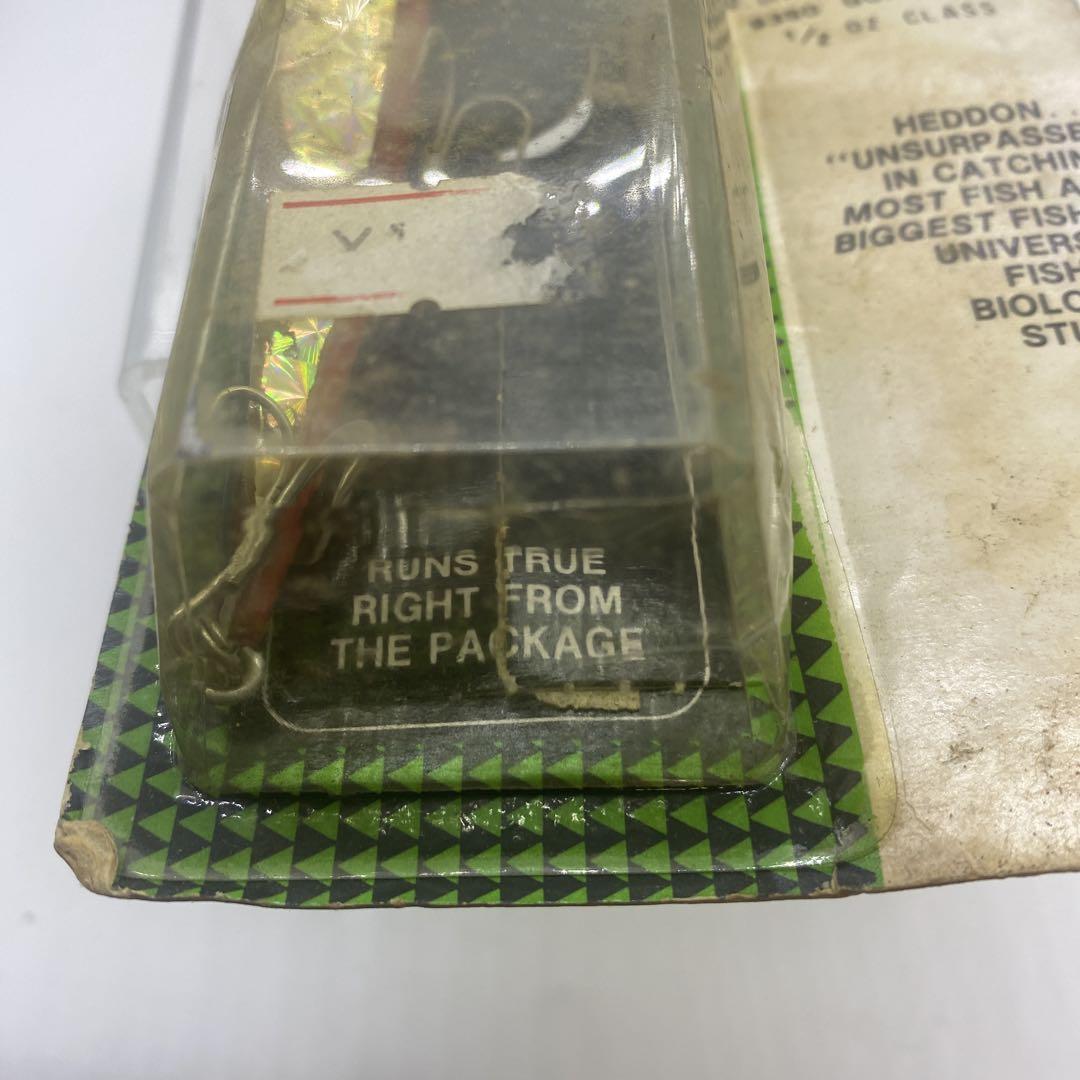 1/2 OZ CLASS
HEDDON. .
"UNSURPASSE
IN CATCHIN
MOST FISH A
BIGGEST FISH
UNIVERS
FISH
BIOLO
STU
RUNS TRUE
RIGHT FROM
THE PACKAGE